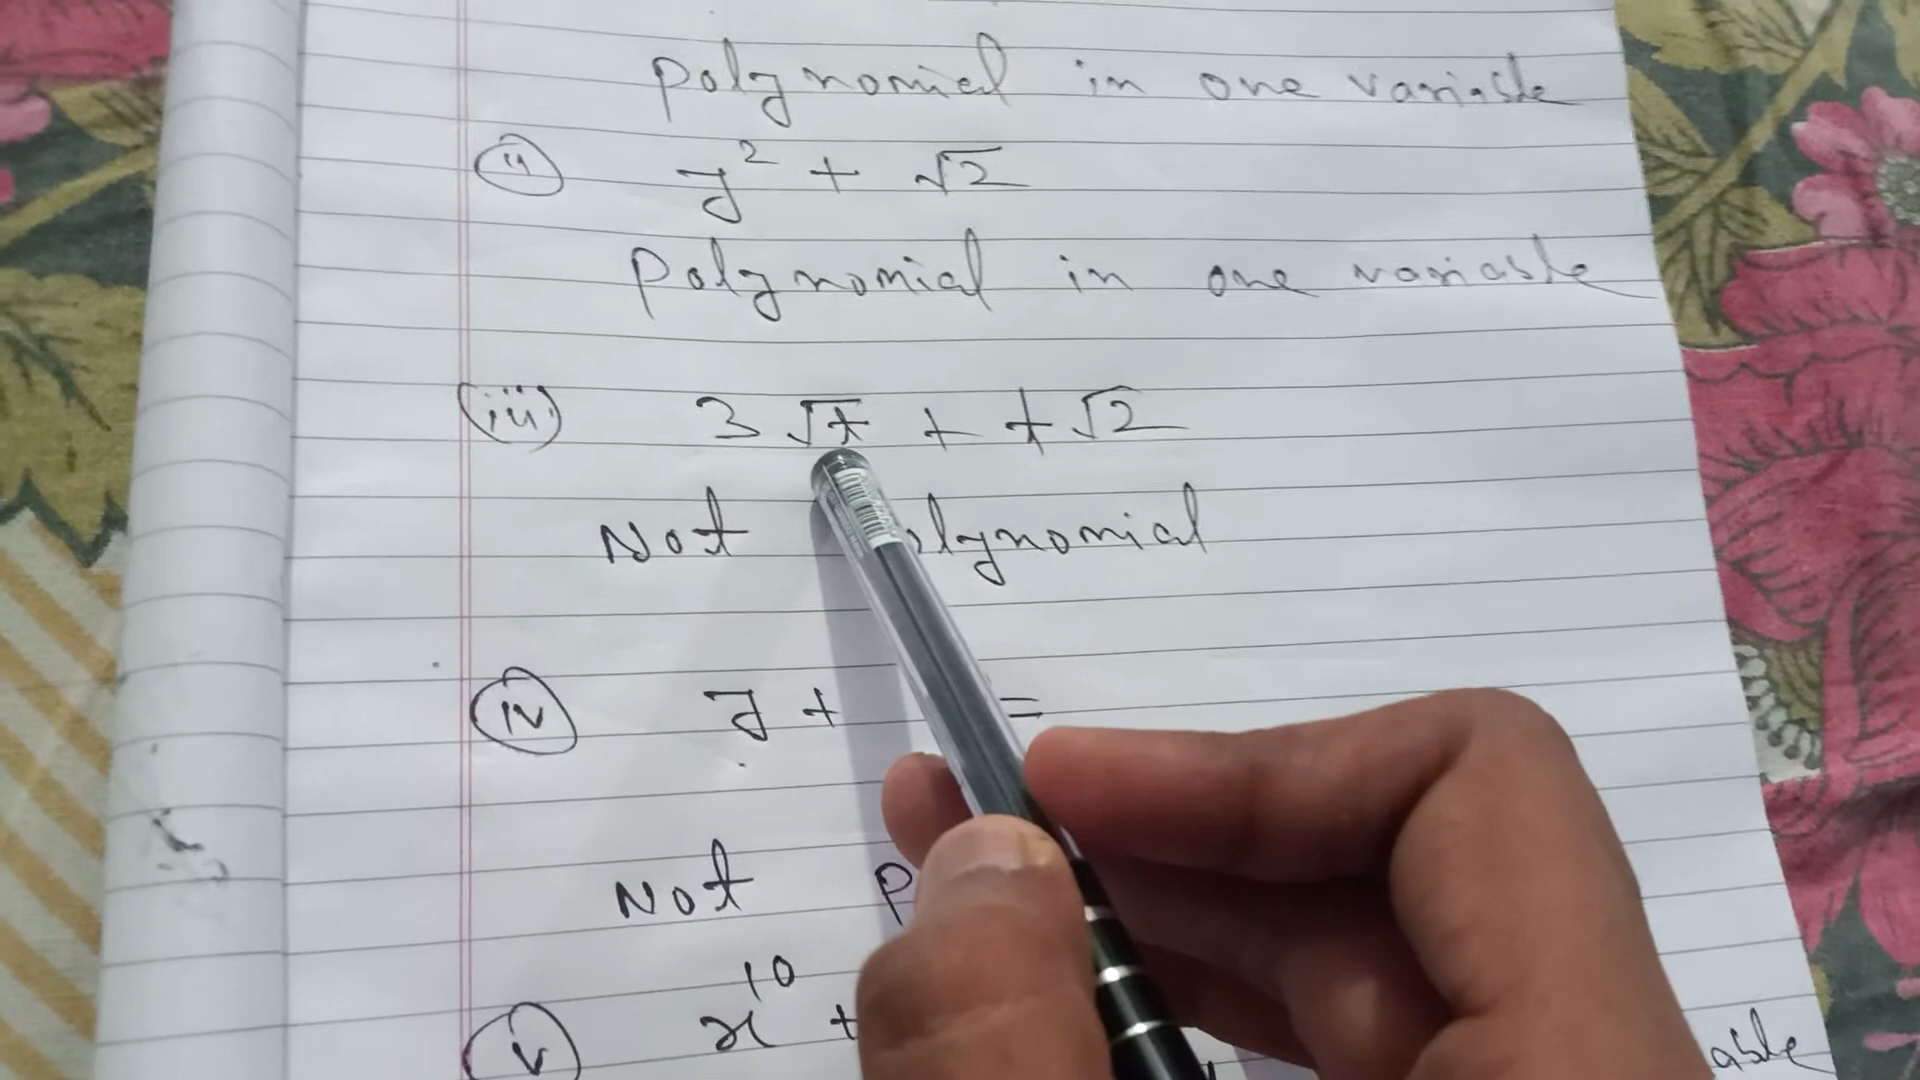 polynomial in one variable
(ii) y² + √2
Polynomial in one variable
(iii) 3 √t + t√2
Not olynomial
(iv) y +
Not P
(v) x¹⁰ +
able